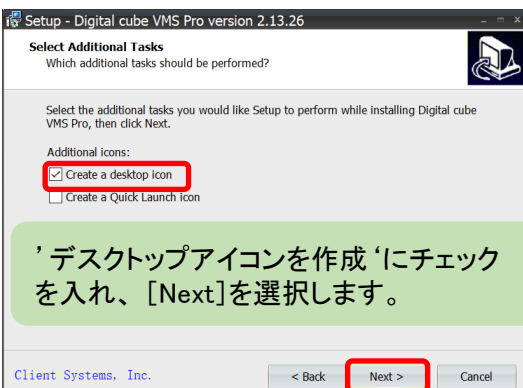 Setup - Digital cube VMS Pro version 2.13.26
Select Additional Tasks
Which additional tasks should be performed?
Select the additional tasks you would like Setup to perform while installing Digital cube
VMS Pro, then click Next.
Additional icons:
Create a desktop icon
Create a Quick Launch icon
’デスクトップアイコンを作成‘にチェック
を入れ、[Next]を選択します。
Client Systems, Inc.
< Back
Next >
Cancel